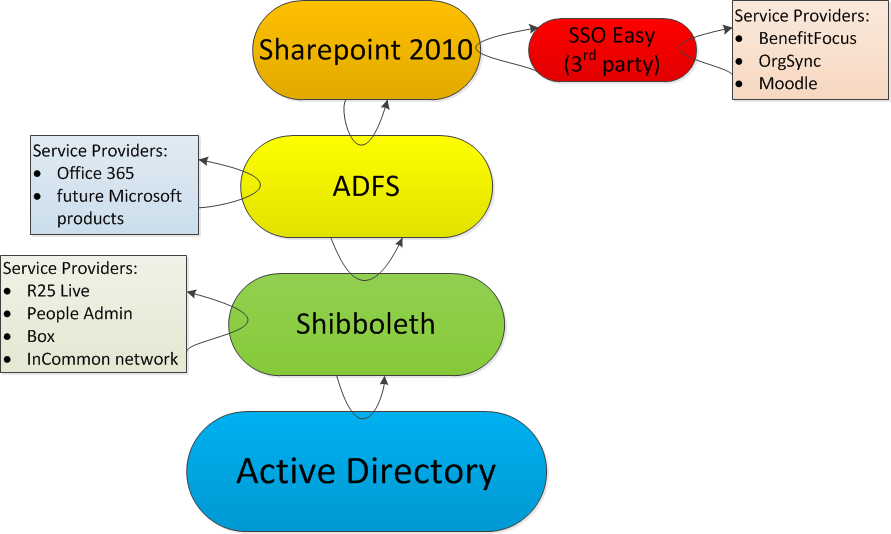 Sharepoint 2010
SSO Easy
(3rd party)
Service Providers:
● BenefitFocus
● OrgSync
● Moodle
Service Providers:
● Office 365
● future Microsoft
products
ADFS
Service Providers:
● R25 Live
● People Admin
● Box
● InCommon network
Shibboleth
Active Directory